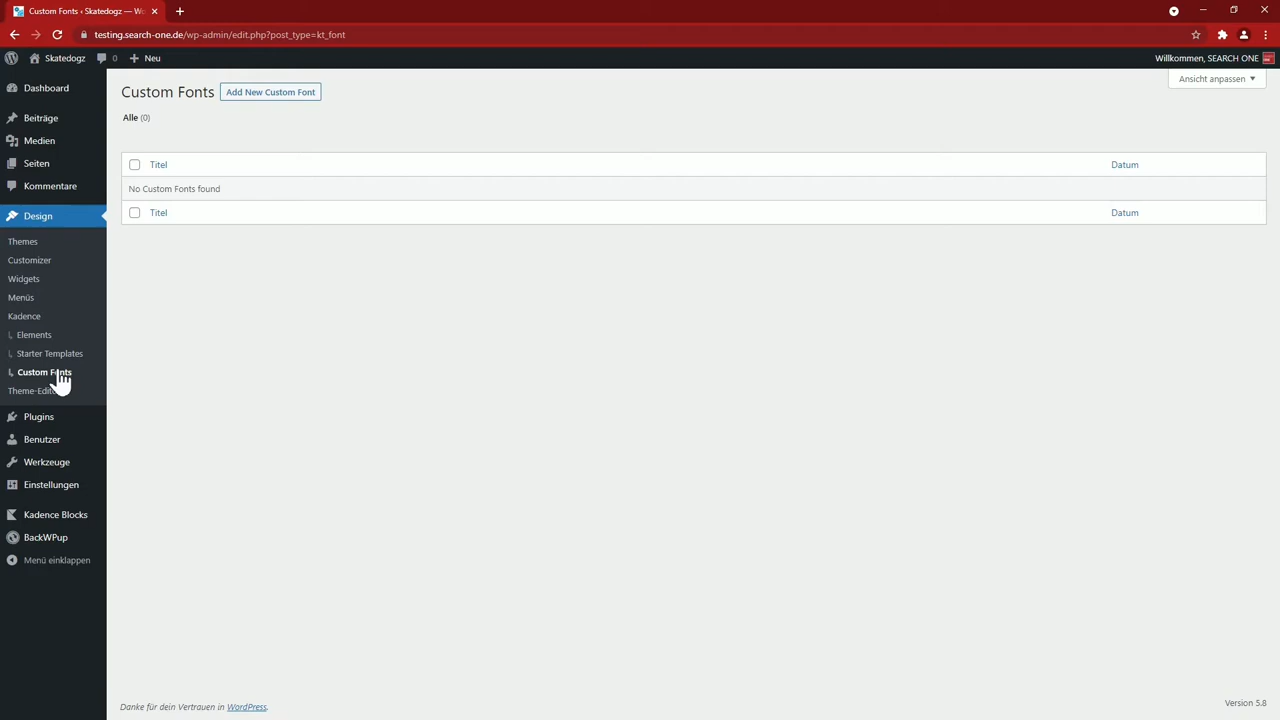 Custom Fonts ‹ Skatedogz — Wo
testing.search-one.de/wp-admin/edit.php?post_type=kt_font
Skatedogz
0
Neu
Willkommen, SEARCH ONE
Dashboard
Beiträge
Medien
Seiten
Kommentare
Design
Themes
Customizer
Widgets
Menüs
Kadence
Elements
Starter Templates
Custom Fonts
Theme-Editor
Plugins
Benutzer
Werkzeuge
Einstellungen
Kadence Blocks
BackWPup
Menü einklappen
Ansicht anpassen
Custom Fonts
Add New Custom Font
Alle (0)
Titel Datum
No Custom Fonts found
Titel Datum
Danke für dein Vertrauen in WordPress.
Version 5.8